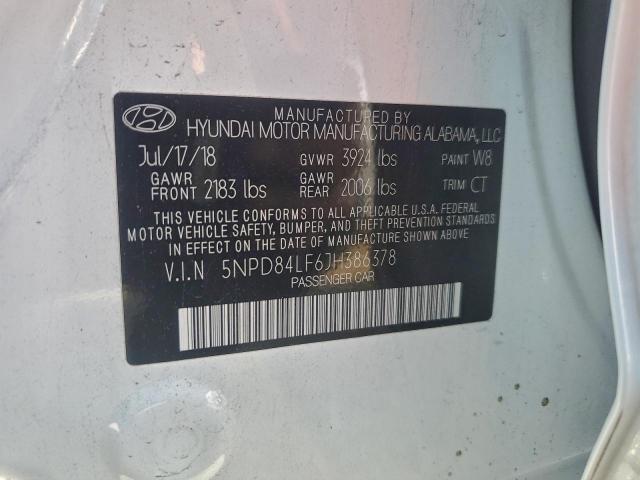 MANUFACTURED BY
HYUNDAI MOTOR MANUFACTURING ALABAMA, LLC
Jul/17/18 GVWR 3924 lbs PAINT W8
GAWR FRONT 2183 lbs GAWR REAR 2006 lbs TRIM CT
THIS VEHICLE CONFORMS TO ALL APPLICABLE U.S.A. FEDERAL
MOTOR VEHICLE SAFETY, BUMPER, AND THEFT PREVENTION
STANDARDS IN EFFECT ON THE DATE OF MANUFACTURE SHOWN ABOVE.
V.I.N 5NPD84LF6JH386378
PASSENGER CAR